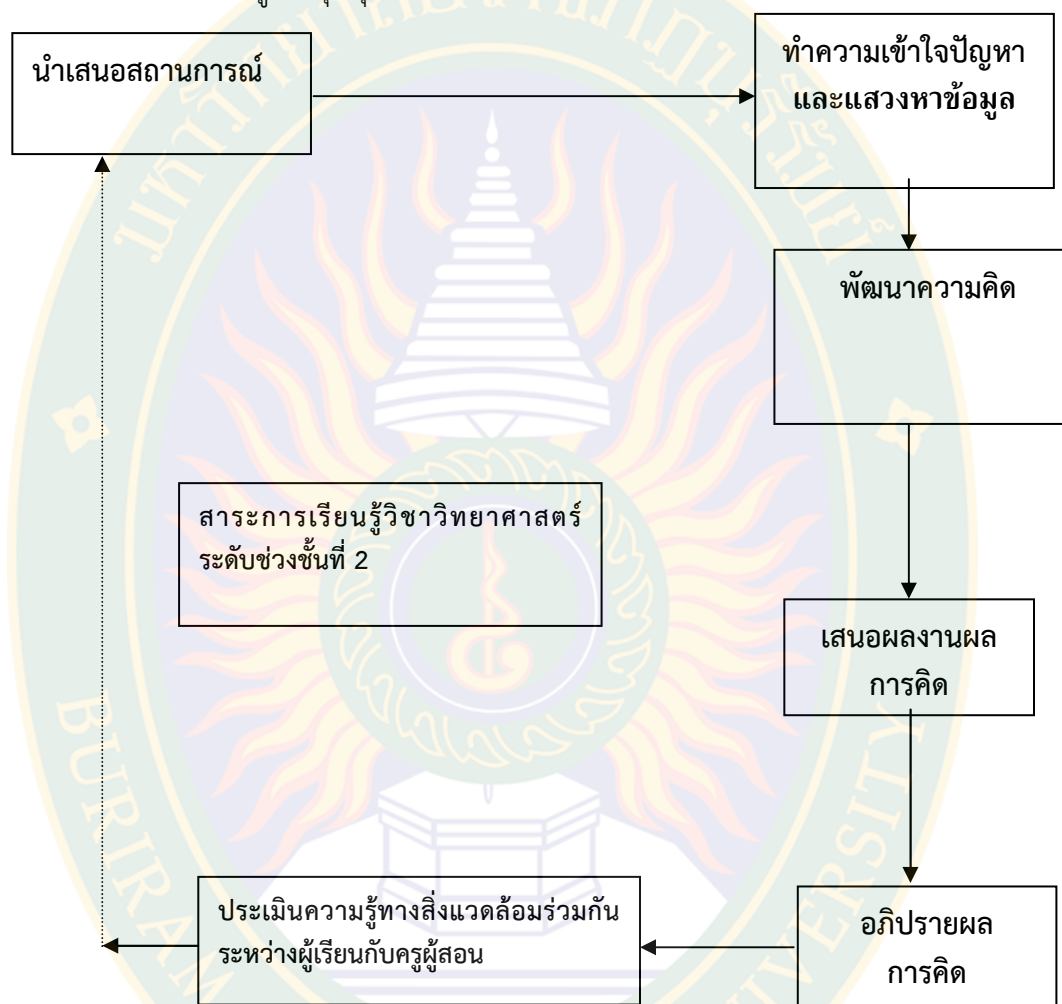 นำเสนอสถานการณ์
ทำความเข้าใจปัญหา
และแสวงหาข้อมูล
พัฒนาความคิด
สาระการเรียนรู้วิชาวิทยาศาสตร์
ระดับช่วงชั้นที่ 2
เสนอผลงานผล
การคิด
อภิปรายผล
การคิด
ประเมินความรู้ทางสิ่งแวดล้อมร่วมกัน
ระหว่างผู้เรียนกับครูผู้สอน
BURIRAM
UNIVERSITY